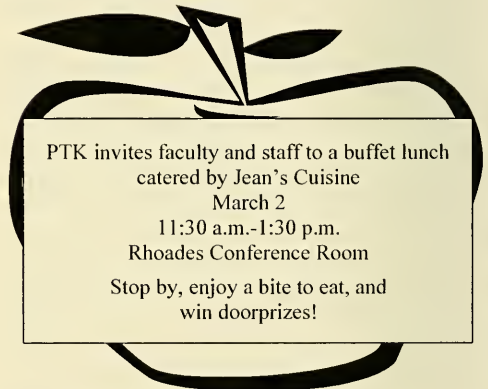 PTK invites faculty and staff to a buffet lunch
catered by Jean's Cuisine
March 2
11:30 a.m.-1:30 p.m.
Rhoades Conference Room
Stop by, enjoy a bite to eat, and
win doorprizes!